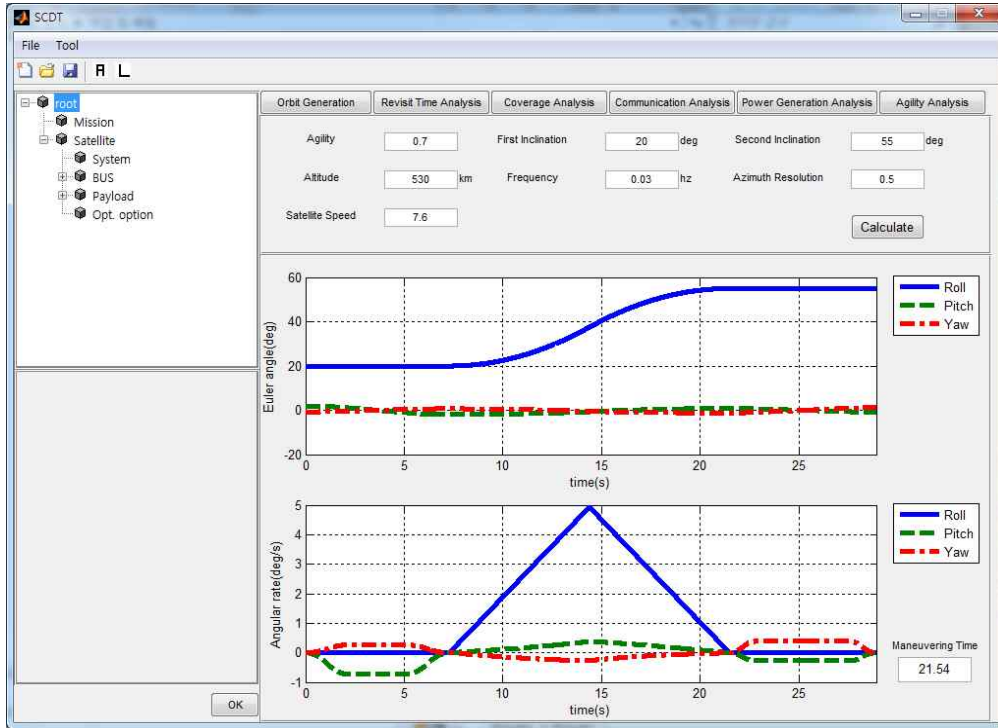 SCDT
File Tool
A L
root
Mission
Satellite
System
BUS
Payload
Opt. option
OK
Orbit Generation Revisit Time Analysis Coverage Analysis Communication Analysis Power Generation Analysis Agility Analysis
Agility 0.7 First Inclination 20 deg Second Inclination 55 deg
Altitude 530 km Frequency 0.03 hz Azimuth Resolution 0.5
Satellite Speed 7.6
Calculate
Euler angle(deg)
60
40
20
0
-20
0 5 10 15 20 25
time(s)
Roll
Pitch
Yaw
Angular rate(deg/s)
5
4
3
2
1
0
-1
0 5 10 15 20 25
time(s)
Roll
Pitch
Yaw
Maneuvering Time
21.54